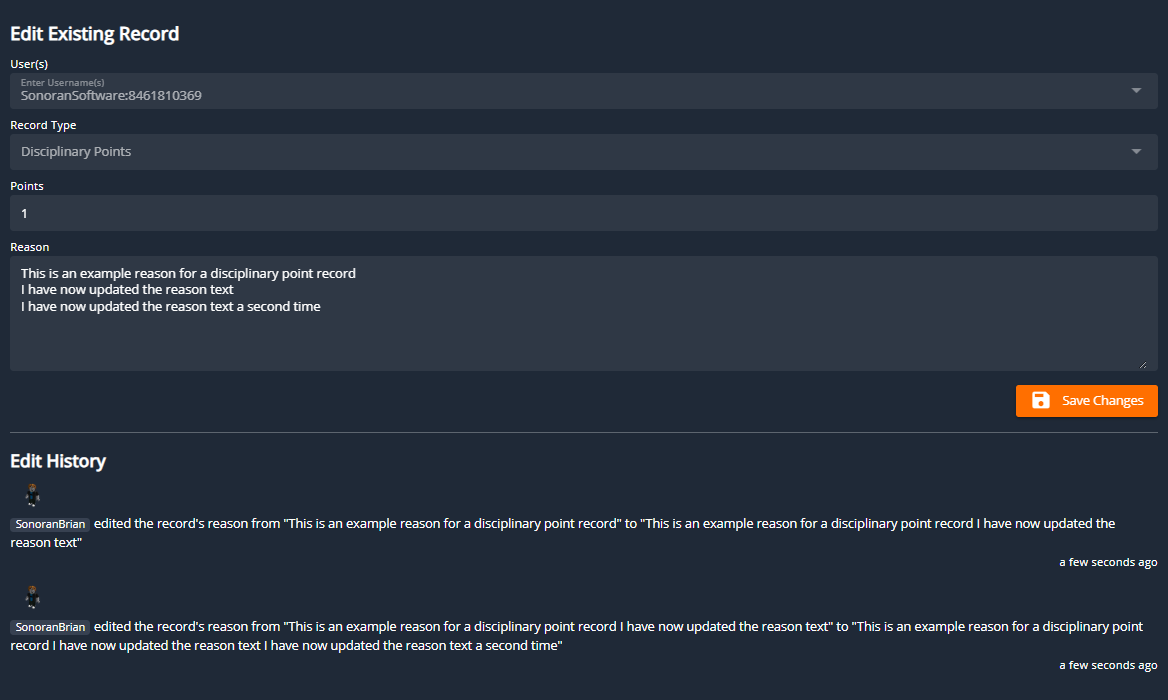 Edit Existing Record
User(s)
Enter Username(s)
SonoranSoftware:8461810369
Record Type
Disciplinary Points
Points
1
Reason
This is an example reason for a disciplinary point record
I have now updated the reason text
I have now updated the reason text a second time
Save Changes
Edit History
SonoranBrian edited the record's reason from "This is an example reason for a disciplinary point record" to "This is an example reason for a disciplinary point record I have now updated the
reason text"
a few seconds ago
SonoranBrian edited the record's reason from "This is an example reason for a disciplinary point record I have now updated the reason text" to "This is an example reason for a disciplinary point
record I have now updated the reason text I have now updated the reason text a second time"
a few seconds ago